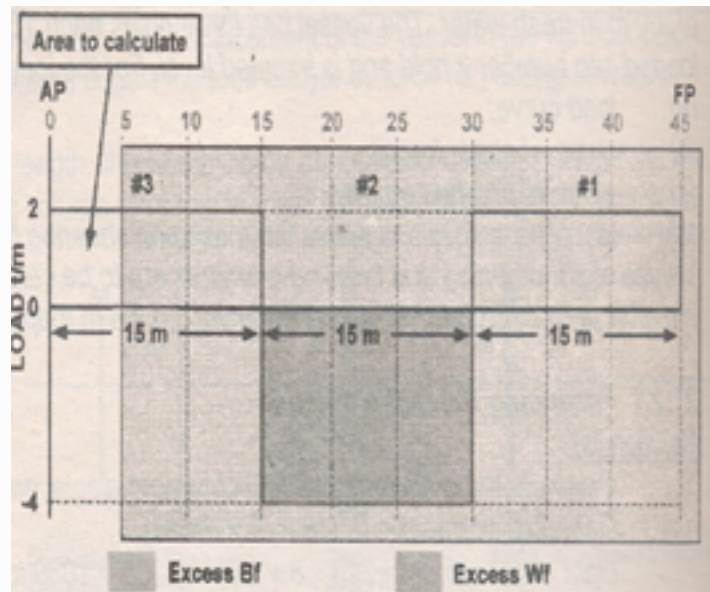 Area to calculate
AP FP
0 5 10 15 20 25 30 35 40 45
#3 #2 #1
2
LOAD t/m
0
15 m 15 m 15 m
-4
Excess Bf Excess Wf